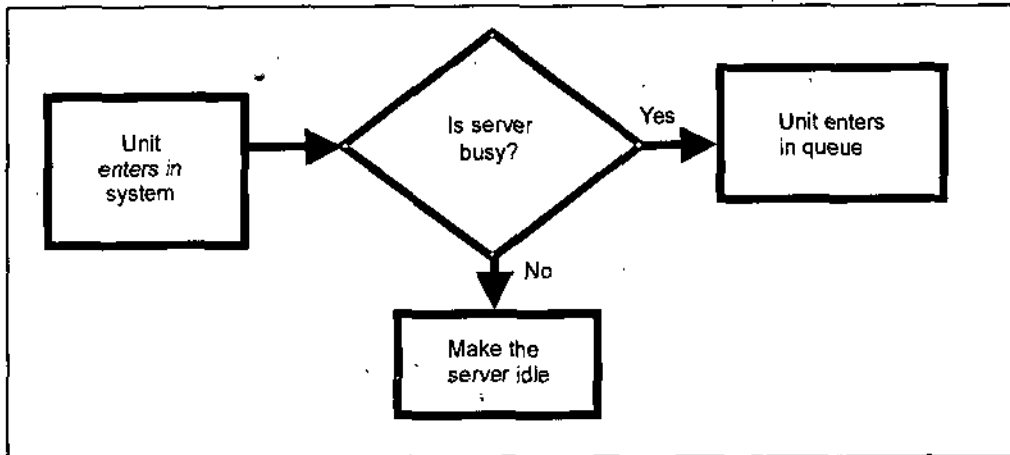 Unit
enters in
system
Is server
busy?
Yes
Unit enters
in queue
No
Make the
server idle